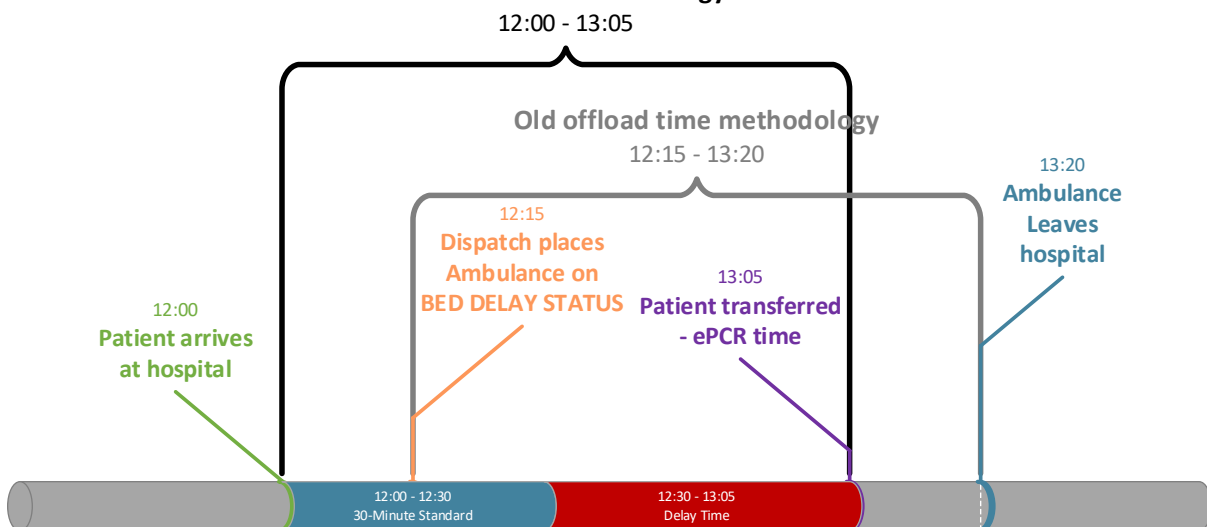 12:00 - 13:05
Old offload time methodology
12:15 - 13:20
13:20
Ambulance
Leaves
hospital
12:15
Dispatch places
Ambulance on
BED DELAY STATUS
13:05
Patient transferred
- ePCR time
12:00
Patient arrives
at hospital
12:00 - 12:30
30-Minute Standard
12:30 - 13:05
Delay Time